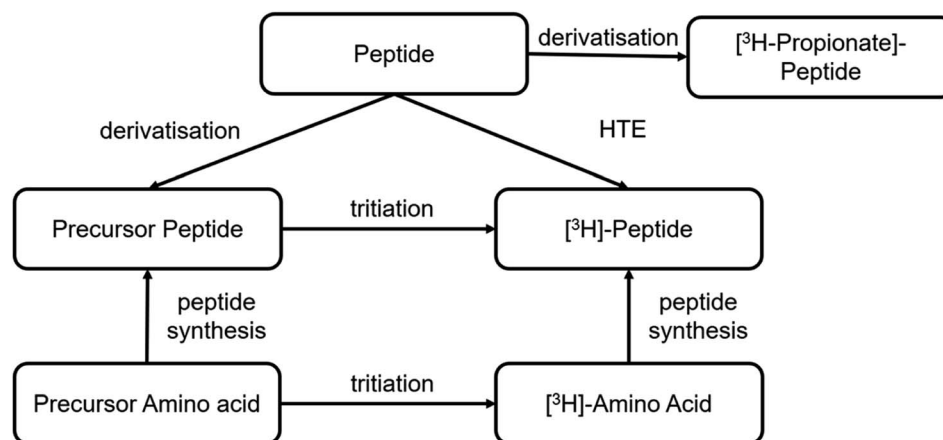 Peptide
derivatisation
[³H-Propionate]-
Peptide
derivatisation
HTE
Precursor Peptide
tritiation
[³H]-Peptide
peptide
synthesis
peptide
synthesis
Precursor Amino acid
tritiation
[³H]-Amino Acid